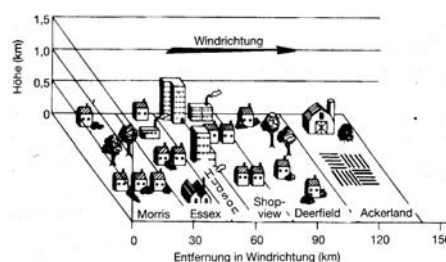 Höhe (km)
1,5
1,0
0,5
0
Windrichtung
Hudson
Morris
Essex
Shop-
view
Deerfield
Ackerland
0 30 60 90 120 150
Entfernung in Windrichtung (km)